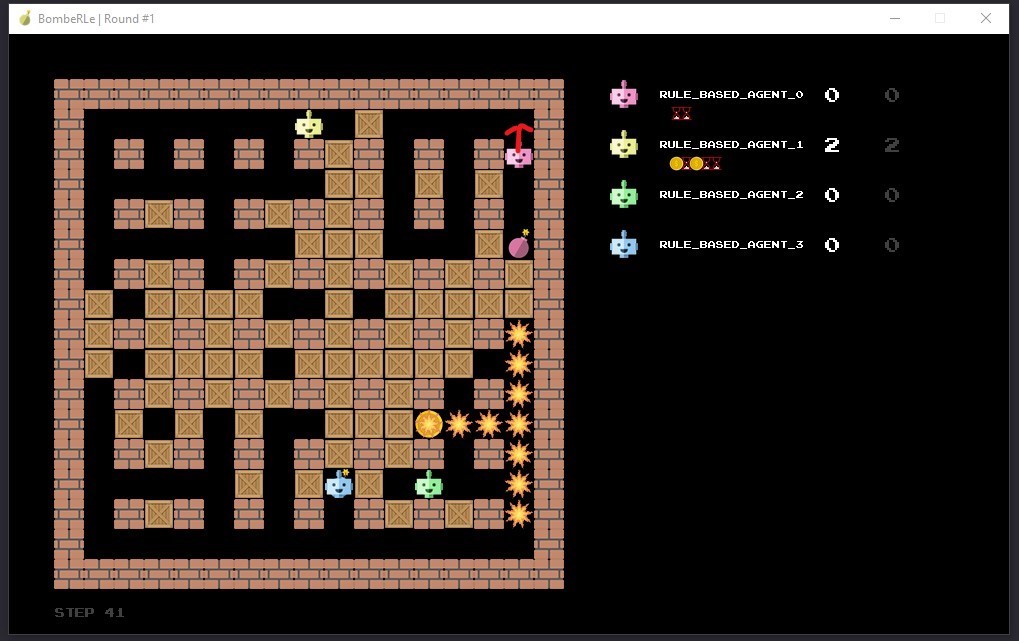 BombeRLe | Round #1
RULE_BASED_AGENT_0 0 0
RULE_BASED_AGENT_1 2 2
RULE_BASED_AGENT_2 0 0
RULE_BASED_AGENT_3 0 0
STEP 41